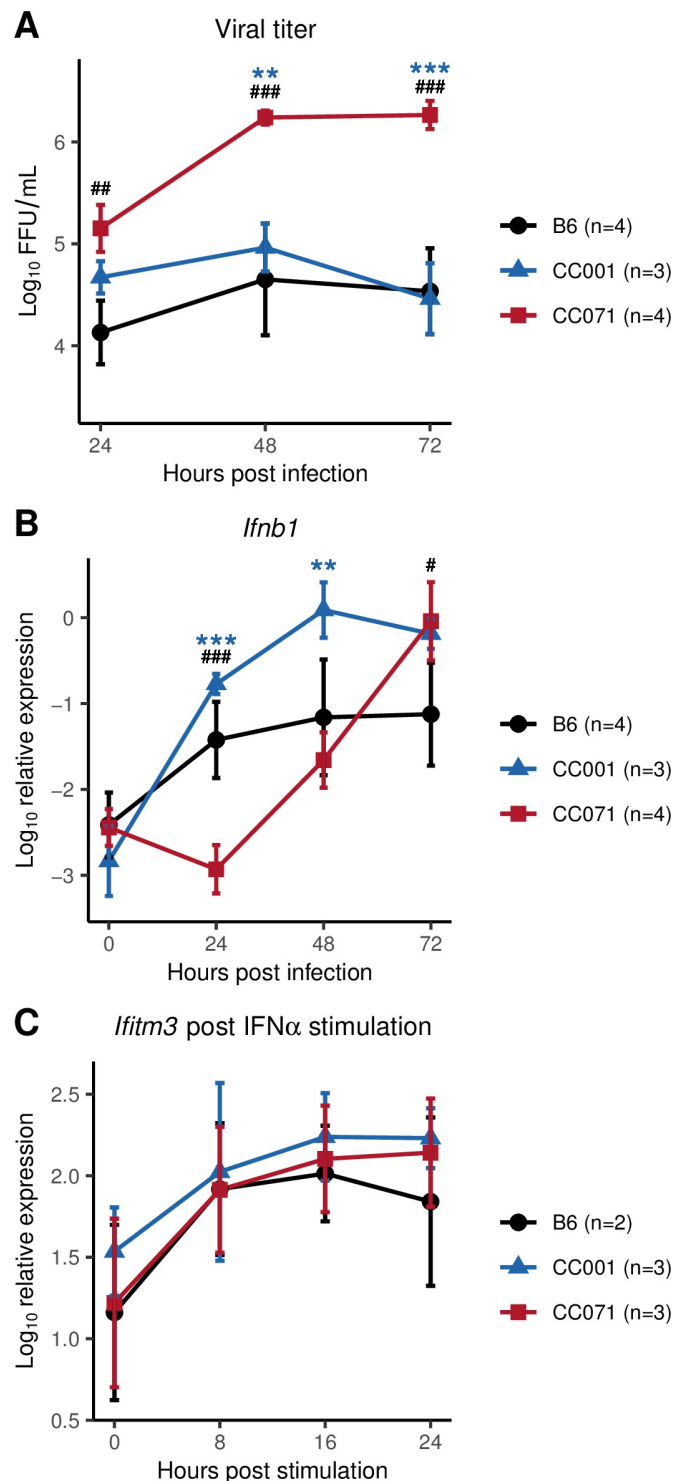 A
Viral titer
**
***
###
###
##
6
5
4
Log₁₀ FFU/mL
24
48
72
Hours post infection
B6 (n=4)
CC001 (n=3)
CC071 (n=4)
B
Ifnb1
**
#
***
###
0
−1
−2
−3
Log₁₀ relative expression
0
24
48
72
Hours post infection
B6 (n=4)
CC001 (n=3)
CC071 (n=4)
C
Ifitm3 post IFNα stimulation
2.5
2.0
1.5
1.0
0.5
Log₁₀ relative expression
0
8
16
24
Hours post stimulation
B6 (n=2)
CC001 (n=3)
CC071 (n=3)